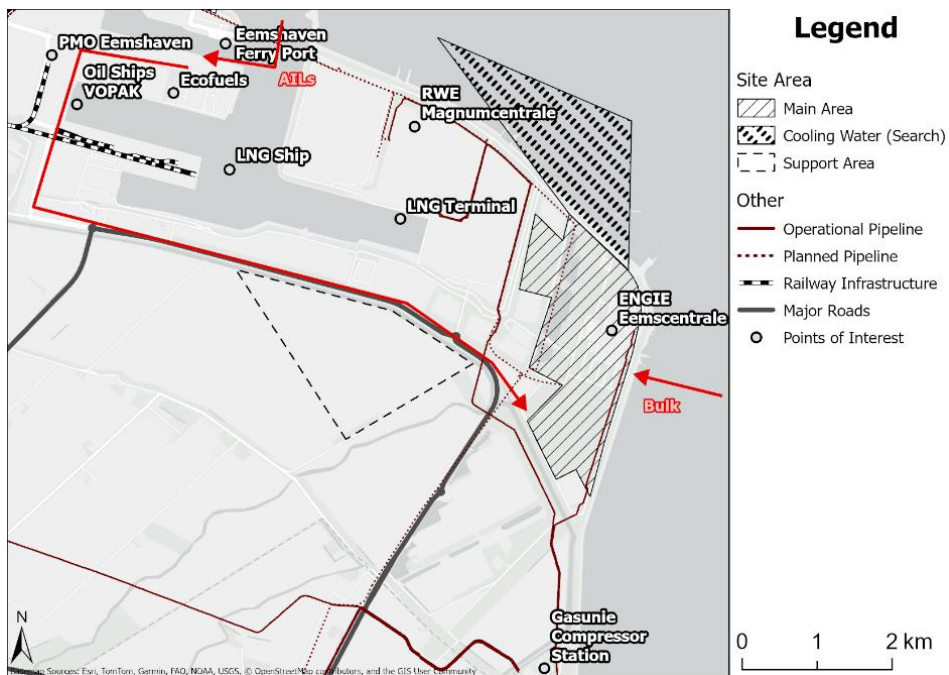 PMO Eemshaven
Eemshaven
Ferry Port
AILs
Oil Ships
VOPAK
Ecofuels
RWE
Magnumcentrale
LNG Ship
LNG Terminal
ENGIE
Eemscentrale
Bulk
Gasunie
Compressor
Station
N
Basemap Sources: Esri, TomTom, Garmin, FAO, NOAA, USGS, © OpenStreetMap contributors, and the GIS User Community
Legend
Site Area
Main Area
Cooling Water (Search)
Support Area
Other
Operational Pipeline
Planned Pipeline
Railway Infrastructure
Major Roads
Points of Interest
0 1 2 km